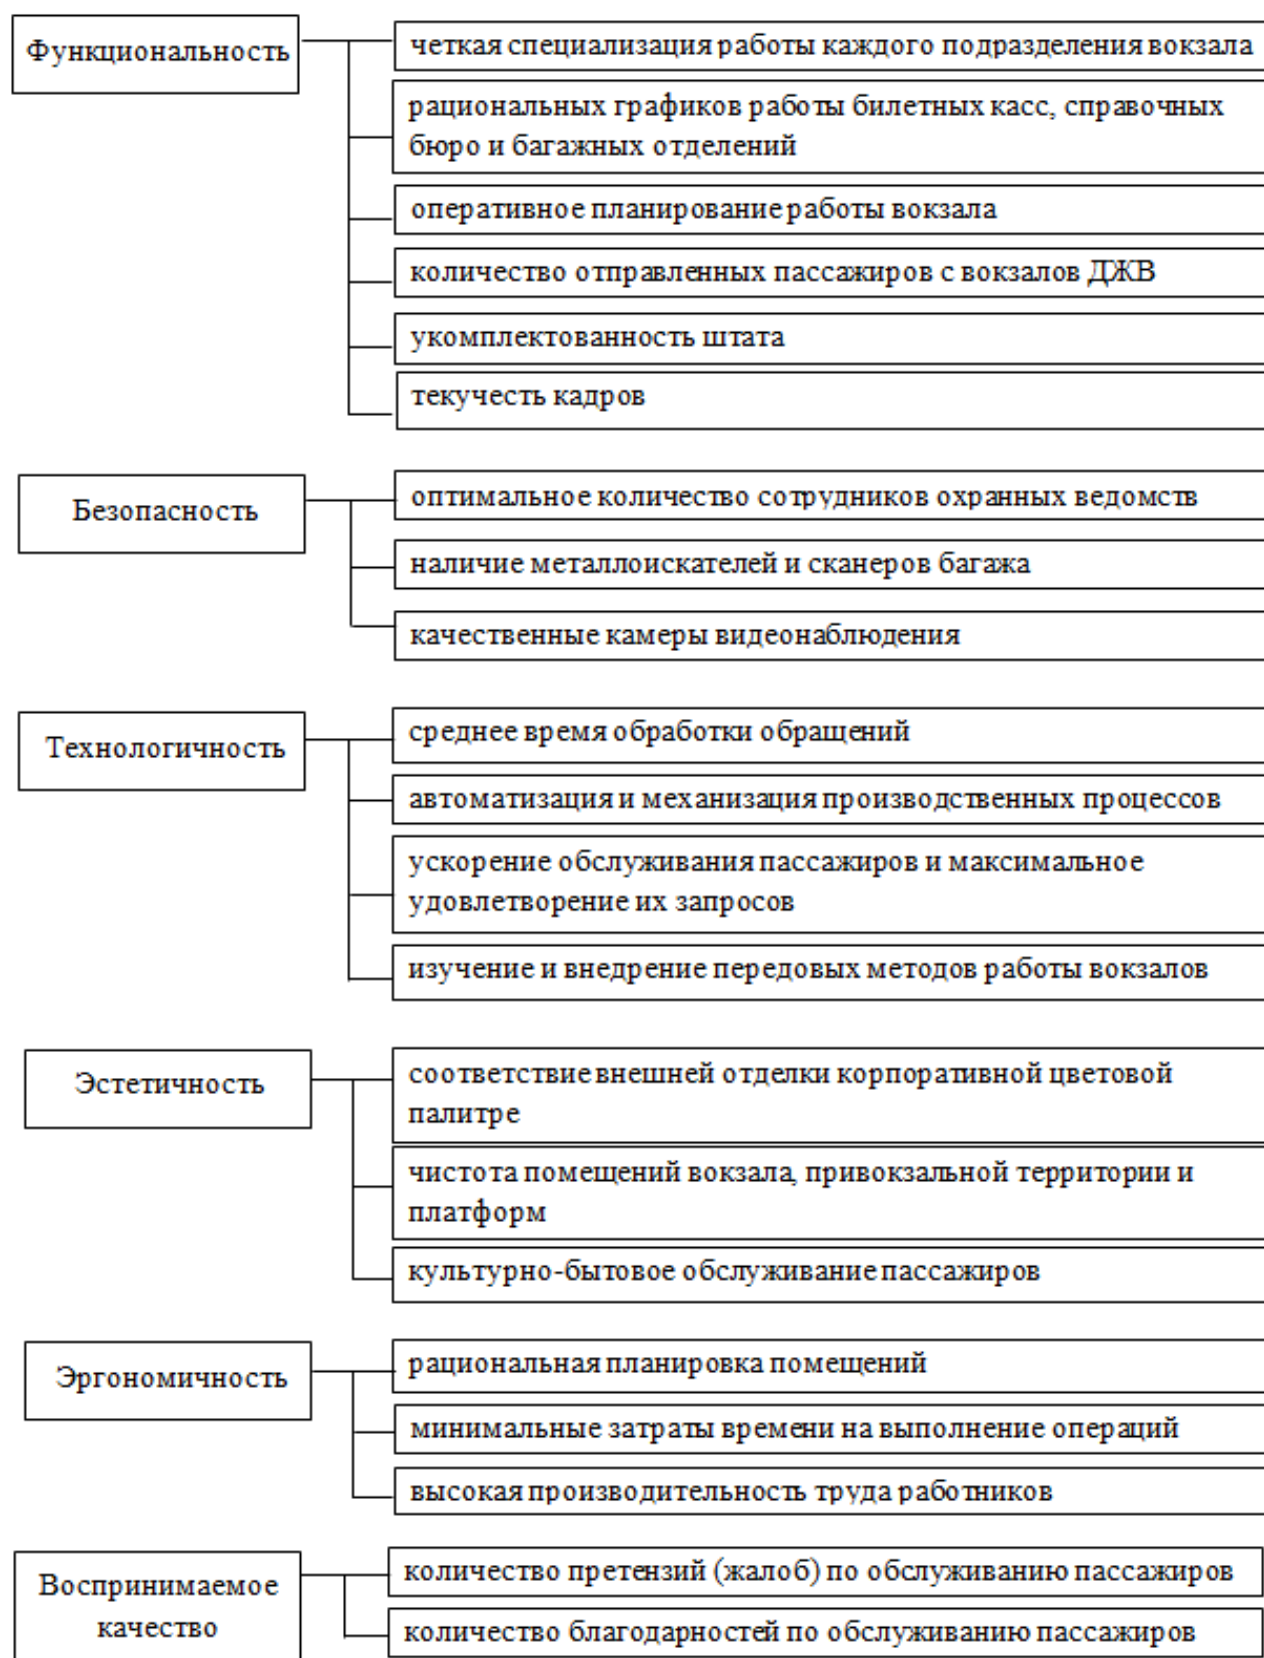 Функциональность
четкая специализация работы каждого подразделения вокзала
рациональных графиков работы билетных касс, справочных
бюро и багажных отделений
оперативное планирование работы вокзала
количество отправленных пассажиров с вокзалов ДЖВ
укомплектованность штата
текучесть кадров
Безопасность
оптимальное количество сотрудников охранных ведомств
наличие металлоискателей и сканеров багажа
качественные камеры видеонаблюдения
Технологичность
среднее время обработки обращений
автоматизация и механизация производственных процессов
ускорение обслуживания пассажиров и максимальное
удовлетворение их запросов
изучение и внедрение передовых методов работы вокзалов
Эстетичность
соответствие внешней отделки корпоративной цветовой
палитре
чистота помещений вокзала, привокзальной территории и
платформ
культурно-бытовое обслуживание пассажиров
Эргономичность
рациональная планировка помещений
минимальные затраты времени на выполнение операций
высокая производительность труда работников
Воспринимаемое
качество
количество претензий (жалоб) по обслуживанию пассажиров
количество благодарностей по обслуживанию пассажиров